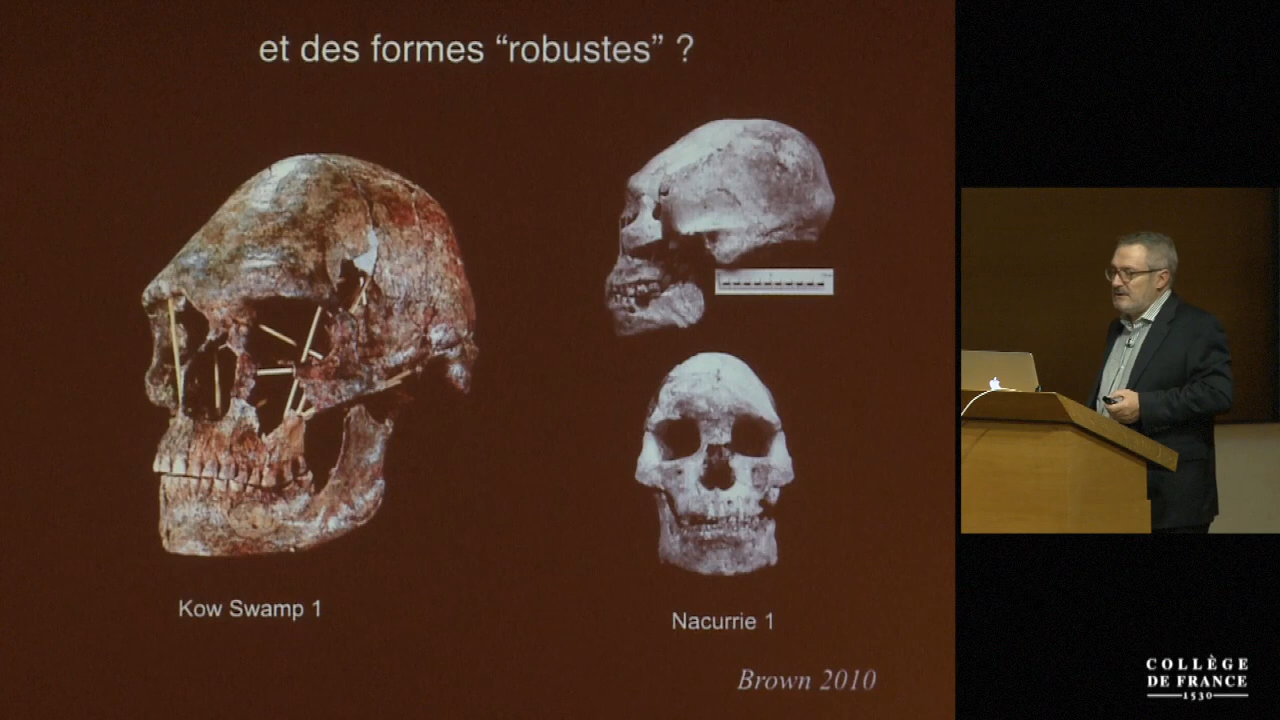 et des formes “robustes” ?
Kow Swamp 1
Nacurrie 1
Brown 2010
COLLÈGE
DE FRANCE
1530